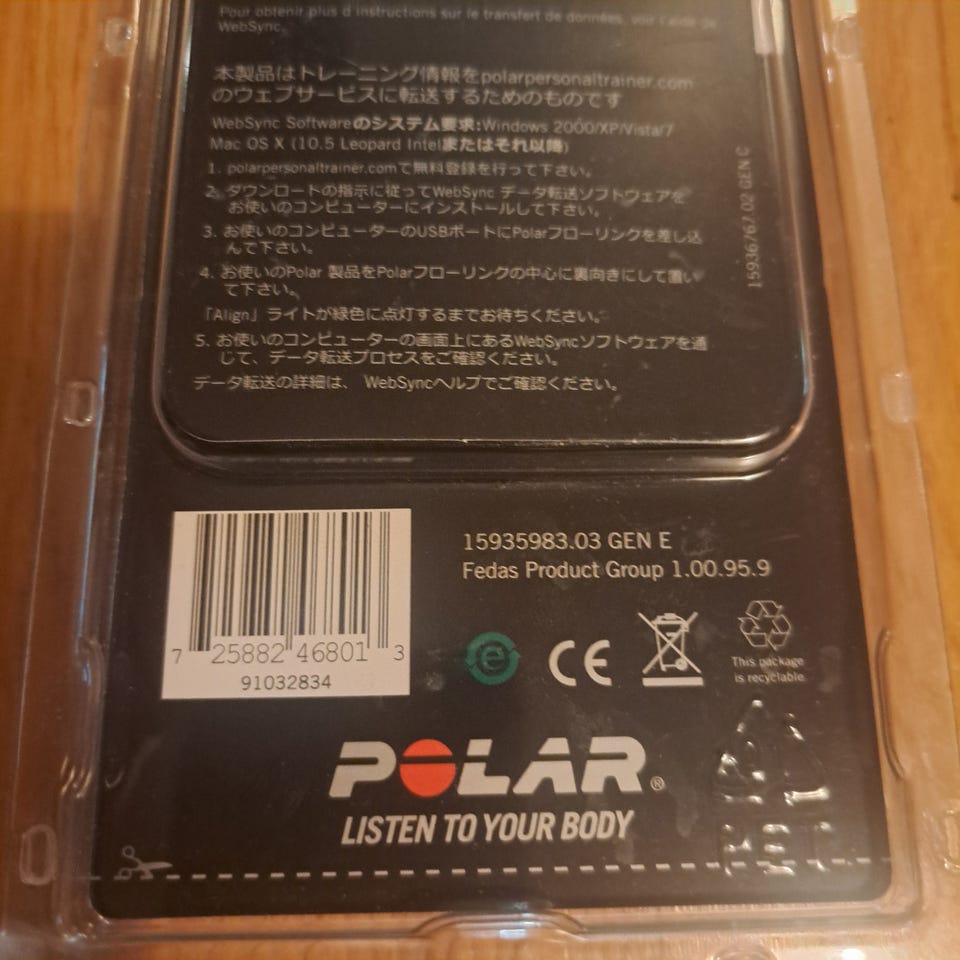 Pour obtenir plus d instructions sur le transfert de données, voir l'aide de
WebSync.
本製品はトレーニング情報をpolarpersonaltrainer.com
のウェブサービスに転送するためのものです
WebSync Softwareのシステム要求:Windows 2000/XP/Vista/7
Mac OS X (10.5 Leopard Intelまたはそれ以降)
1. polarpersonaltrainer.comで無料登録を行って下さい。
2. ダウンロートの指示に従ってWebSync データ転送ソフトウェアを
お使いのコンピューターにインストールして下さい。
3. お使いのコンピューターのUSBポートにPolarフローリンクを差し込
んで下さい。
4. お使いのPolar 製品をPolarフローリンクの中心に裏向きにして置い
て下さい。
「Align」ライトが緑色に点灯するまでお待ちください。
5. お使いのコンピューターの画面上にあるWebSyncソフトウェアを通
じて、データ転送プロセスをご確認ください。
データ転送の詳細は、 WebSyncヘルプでご確認ください。
15936767.02 GEN C
7 25882 46801 3
91032834
15935983.03 GEN E
Fedas Product Group 1.00.95.9
e
CE
This package
is recyclable.
POLAR®
LISTEN TO YOUR BODY
PET